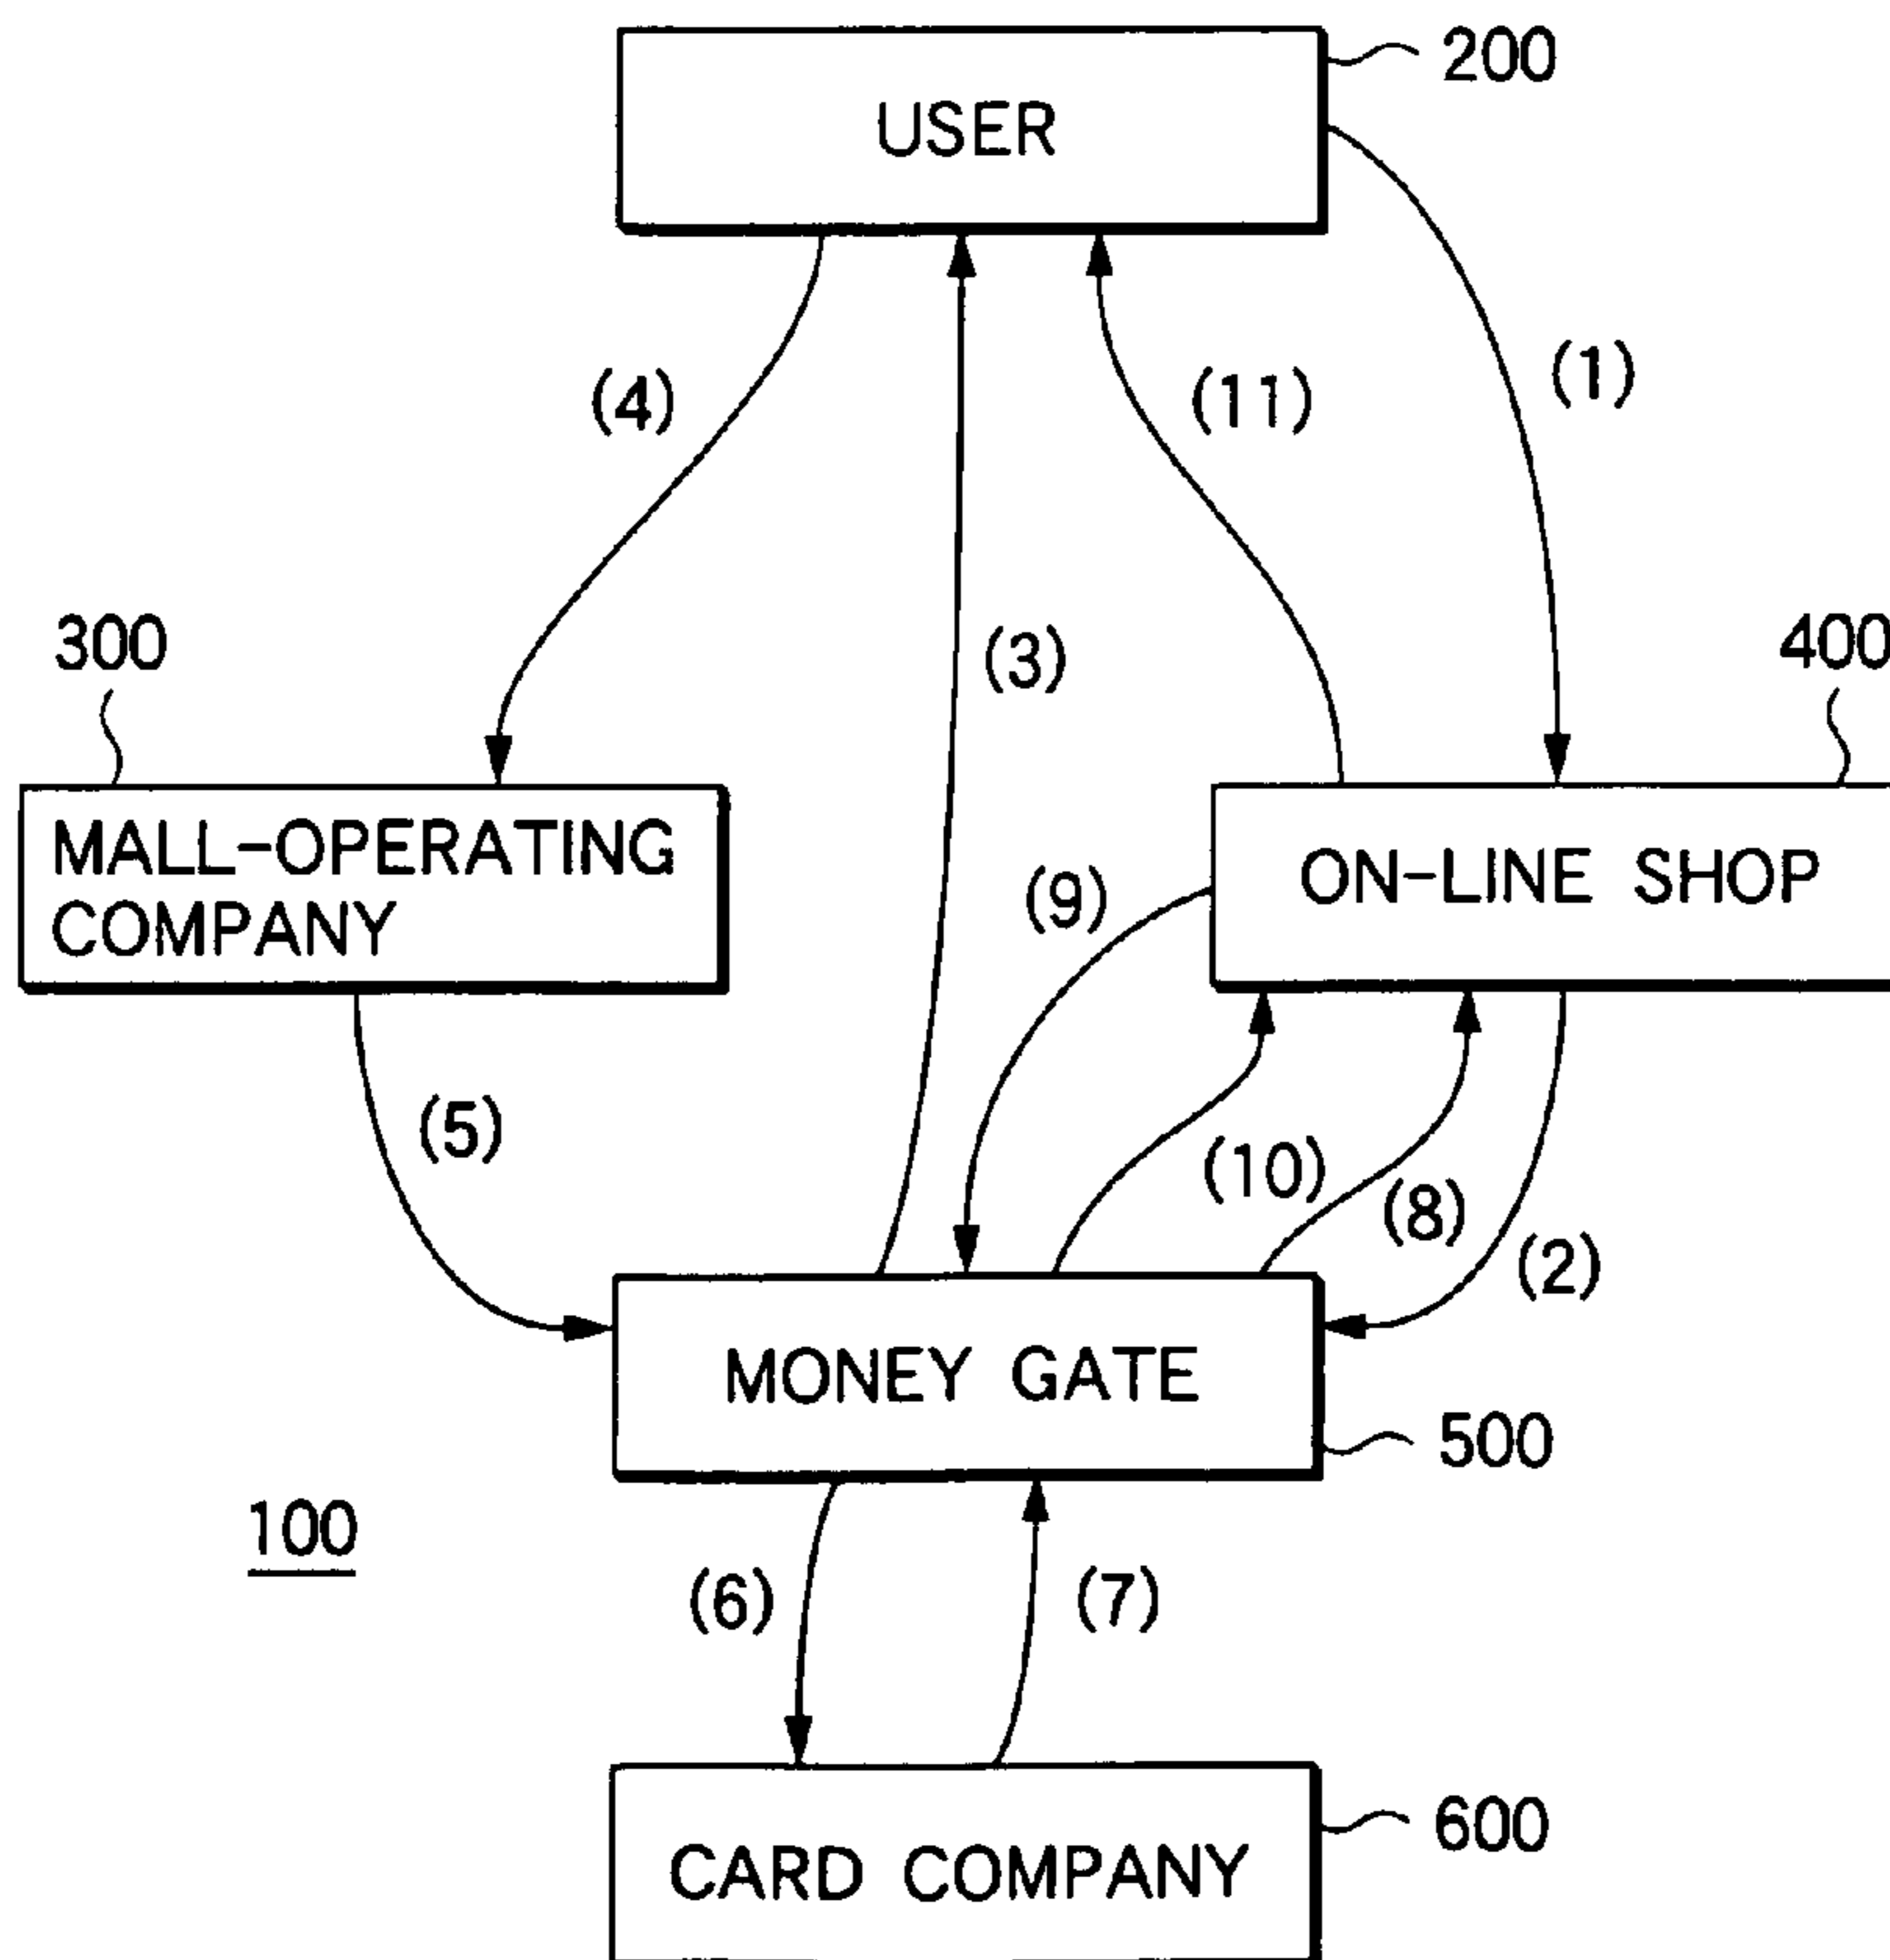 200
USER
(1)
(4)
(11)
300
(3)
400
MALL-OPERATING
COMPANY
ON-LINE SHOP
(9)
(5)
(10)
(8)
(2)
MONEY GATE
500
100
(6)
(7)
600
CARD COMPANY